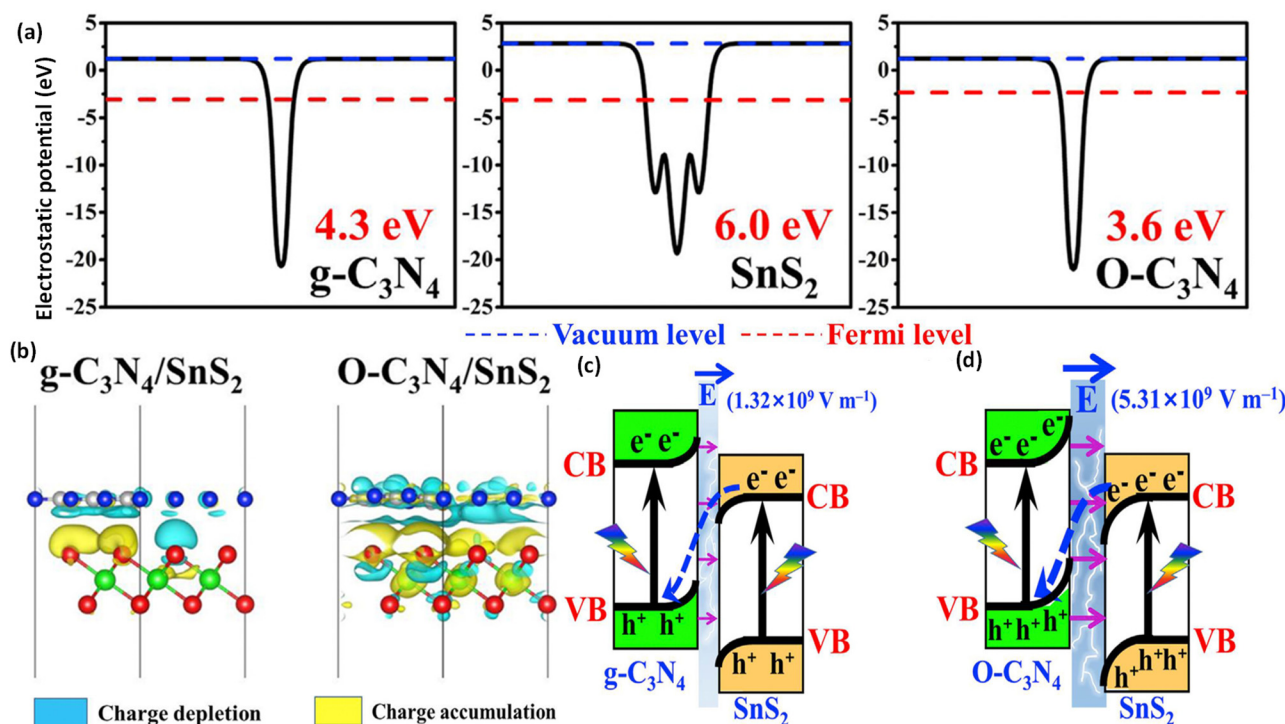 (a)
Electrostatic potential (eV)
5
0
-5
-10
-15
-20
-25
4.3 eV
g-C₃N₄
5
0
-5
-10
-15
-20
-25
6.0 eV
SnS₂
5
0
-5
-10
-15
-20
-25
3.6 eV
O-C₃N₄
Vacuum level
Fermi level
(b)
g-C₃N₄/SnS₂
O-C₃N₄/SnS₂
Charge depletion
Charge accumulation
(c)
E
(1.32×10⁹ V m⁻¹)
e⁻ e⁻
CB
e⁻ e⁻
CB
VB
h⁺ h⁺
VB
h⁺ h⁺
g-C₃N₄
SnS₂
(d)
E
(5.31×10⁹ V m⁻¹)
e⁻ e⁻ e⁻
CB
e⁻ e⁻ e⁻
CB
VB
h⁺ h⁺ h⁺
VB
h⁺ h⁺ h⁺
O-C₃N₄
SnS₂